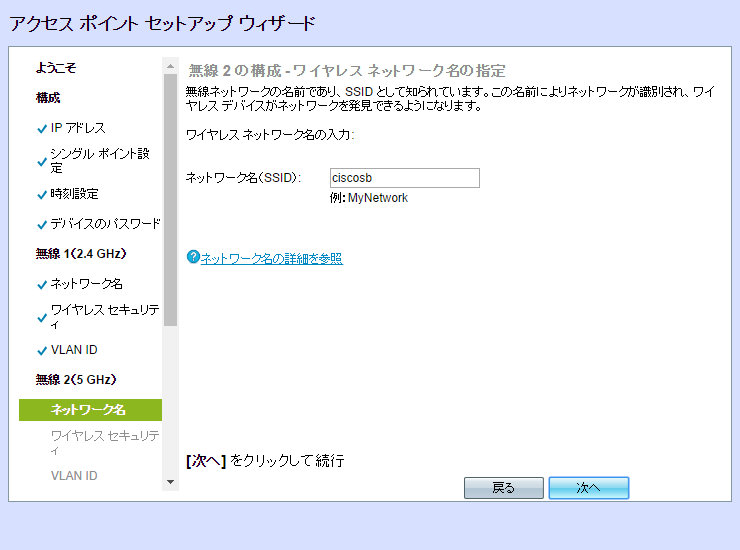 アクセス ポイント セットアップ ウィザード
ようこそ
構成
IP アドレス
シングル ポイント設
定
時刻設定
デバイスのパスワード
無線 1(2.4 GHz)
ネットワーク名
ワイヤレス セキュリテ
ィ
VLAN ID
無線 2(5 GHz)
ネットワーク名
ワイヤレス セキュリテ
ィ
VLAN ID
無線 2 の構成 - ワイヤレス ネットワーク名の指定
無線ネットワークの名前であり、SSID として知られています。この名前によりネットワークが識別され、ワイ
ヤレス デバイスがネットワークを発見できるようになります。
ワイヤレス ネットワーク名の入力:
ネットワーク名(SSID): ciscosb
例: MyNetwork
?ネットワーク名の詳細を参照
[次へ] をクリックして続行
戻る 次へ